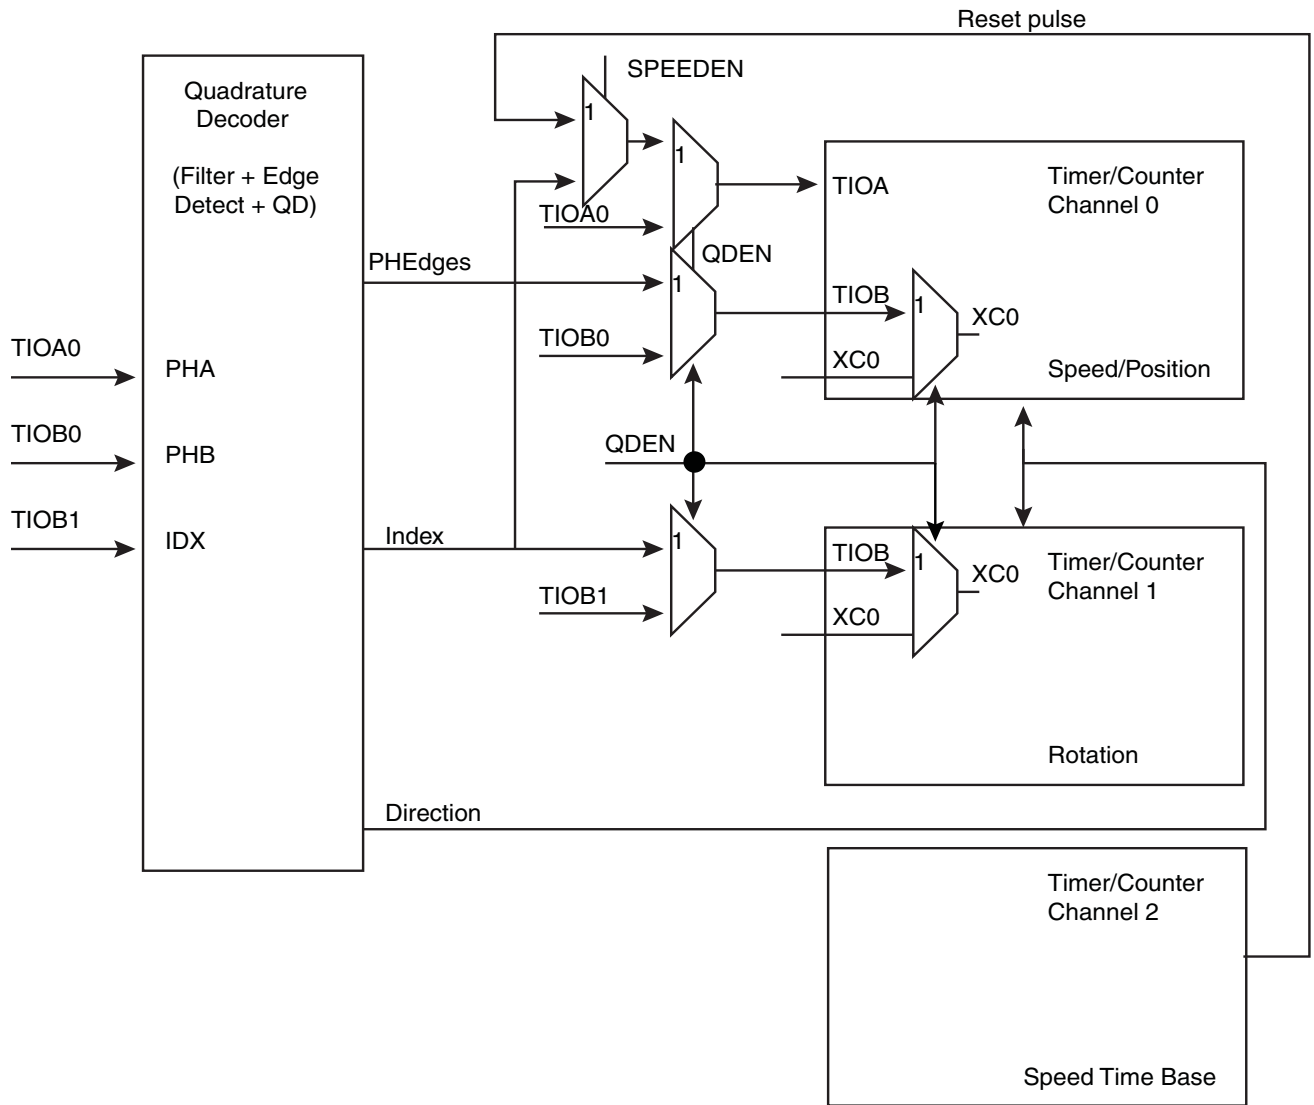 Reset pulse
SPEEDEN
Quadrature
Decoder
(Filter + Edge
Detect + QD)
1
1
TIOA
Timer/Counter
Channel 0
TIOA0
QDEN
PHEdges
1
TIOB
1
XC0
TIOB0
XC0
Speed/Position
TIOA0
PHA
TIOB0
PHB
QDEN
TIOB1
IDX
Index
1
TIOB
1
XC0
Timer/Counter
Channel 1
TIOB1
XC0
Rotation
Direction
Timer/Counter
Channel 2
Speed Time Base